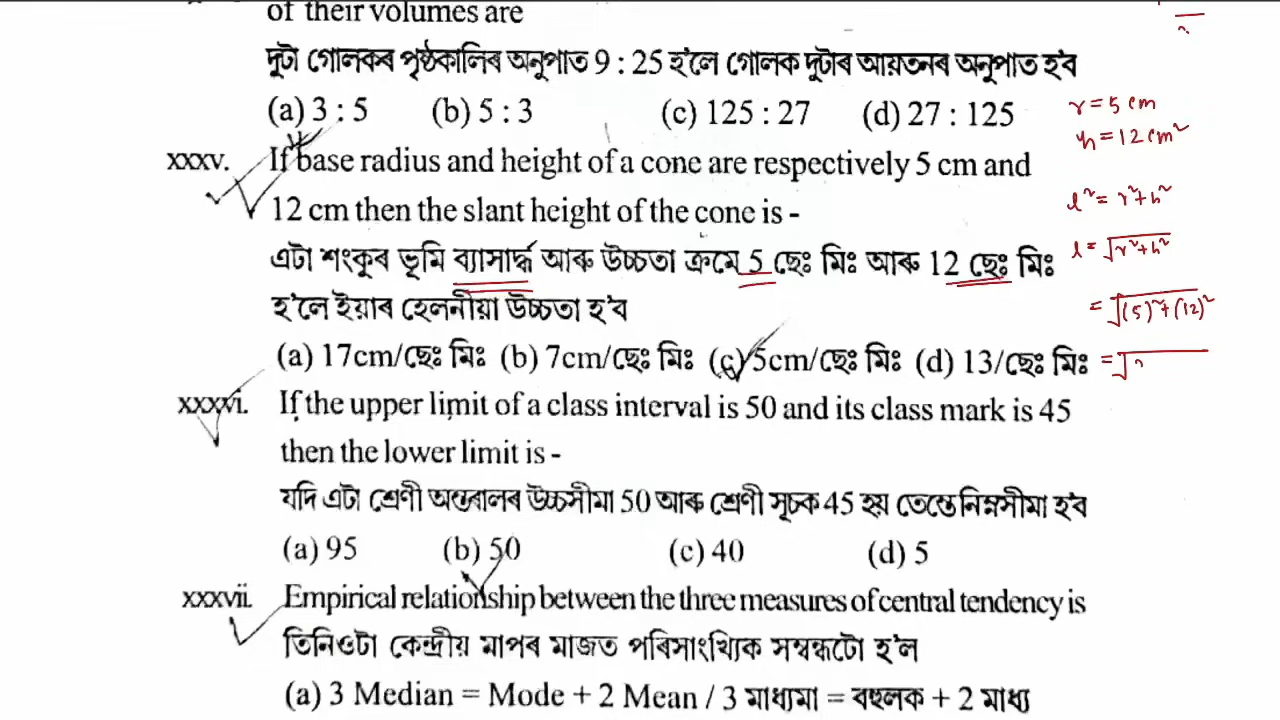 of their volumes are
দুটা গোলকৰ পৃষ্ঠকালিৰ অনুপাত 9 : 25 হ'লে গোলক দুটাৰ আয়তনৰ অনুপাত হ'ব
(a) 3 : 5 (b) 5 : 3 (c) 125 : 27 (d) 27 : 125
r = 5 cm
h = 12 cm²
xxxv. If base radius and height of a cone are respectively 5 cm and
12 cm then the slant height of the cone is -
l² = r² + h²
এটা শংকুৰ ভূমি ব্যাসাৰ্দ্ধ আৰু উচ্চতা ক্ৰমে 5 ছেঃ মিঃ আৰু 12 ছেঃ মিঃ
l = √r² + h²
হ'লে ইয়াৰ হেলনীয়া উচ্চতা হ'ব
= √(5)² + (12)²
(a) 17cm/ছেঃ মিঃ (b) 7cm/ছেঃ মিঃ (c) 5cm/ছেঃ মিঃ (d) 13/ছেঃ মিঃ
= √
xxxvi. If the upper limit of a class interval is 50 and its class mark is 45
then the lower limit is -
যদি এটা শ্ৰেণী অন্তৰালৰ উচ্চসীমা 50 আৰু শ্ৰেণী সূচক 45 হয় তেন্তে নিম্নসীমা হ'ব
(a) 95 (b) 50 (c) 40 (d) 5
xxxvii. Empirical relationship between the three measures of central tendency is
তিনিওটা কেন্দ্ৰীয় মাপৰ মাজত পৰিসাংখ্যিক সম্বন্ধটো হ'ল
(a) 3 Median = Mode + 2 Mean / 3 মাধ্যমা = বহুলক + 2 মাধ্য